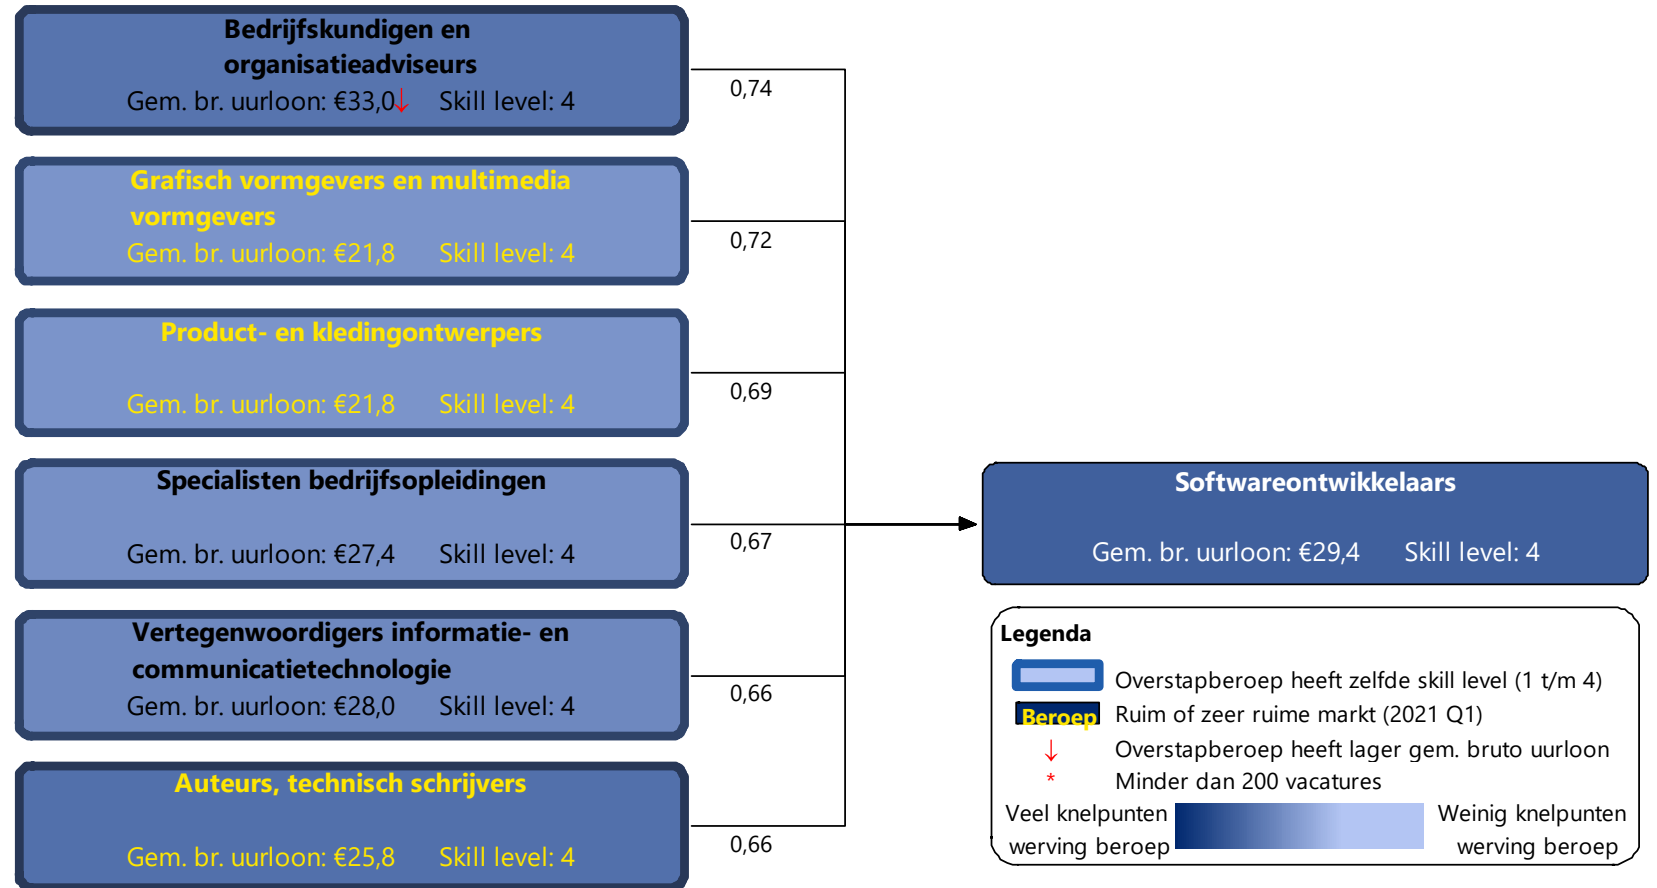 Bedrijfskundigen en
organisatieadviseurs
Gem. br. uurloon: €33,0↓ Skill level: 4
0,74
Grafisch vormgevers en multimedia
vormgevers
Gem. br. uurloon: €21,8 Skill level: 4
0,72
Product- en kledingontwerpers
Gem. br. uurloon: €21,8 Skill level: 4
0,69
Specialisten bedrijfsopleidingen
Gem. br. uurloon: €27,4 Skill level: 4
0,67
Vertegenwoordigers informatie- en
communicatietechnologie
Gem. br. uurloon: €28,0 Skill level: 4
0,66
Auteurs, technisch schrijvers
Gem. br. uurloon: €25,8 Skill level: 4
0,66
Softwareontwikkelaars
Gem. br. uurloon: €29,4 Skill level: 4
Legenda
Overstapberoep heeft zelfde skill level (1 t/m 4)
Beroep Ruim of zeer ruime markt (2021 Q1)
↓ Overstapberoep heeft lager gem. bruto uurloon
* Minder dan 200 vacatures
Veel knelpunten
werving beroep
Weinig knelpunten
werving beroep